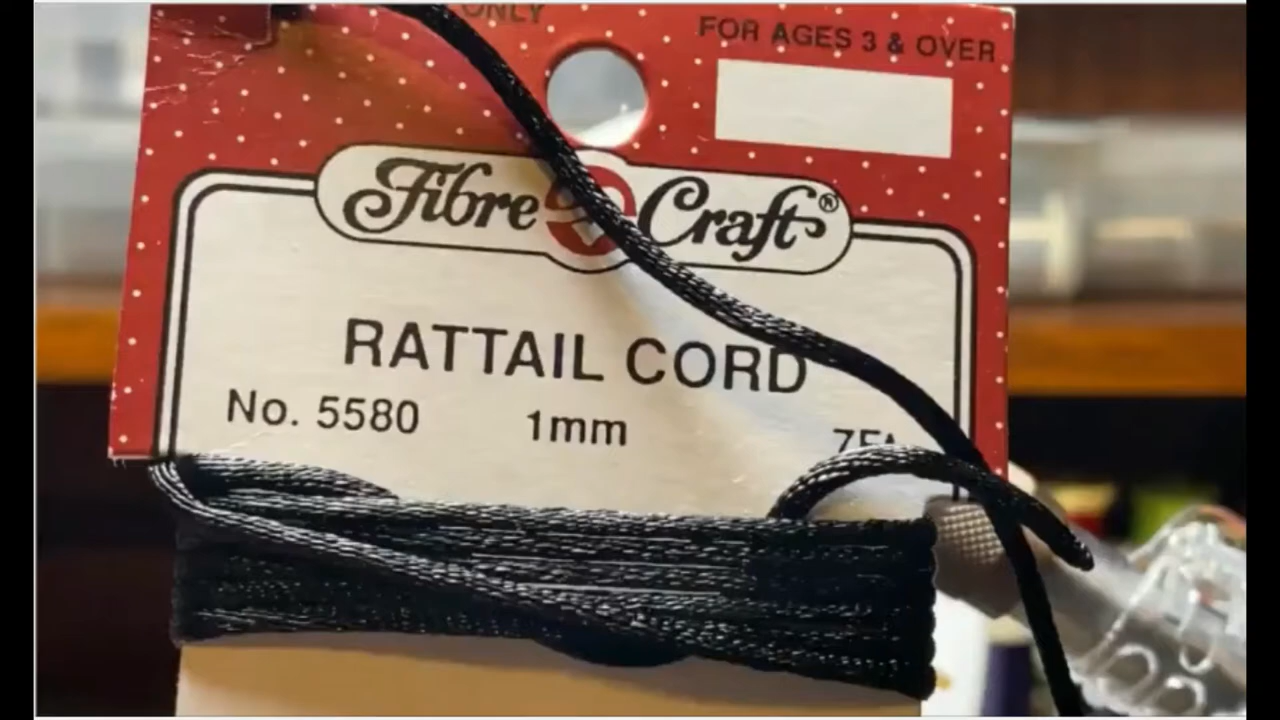 ONLY
FOR AGES 3 & OVER
Fibre Craft®
RATTAIL CORD
No. 5580 1mm